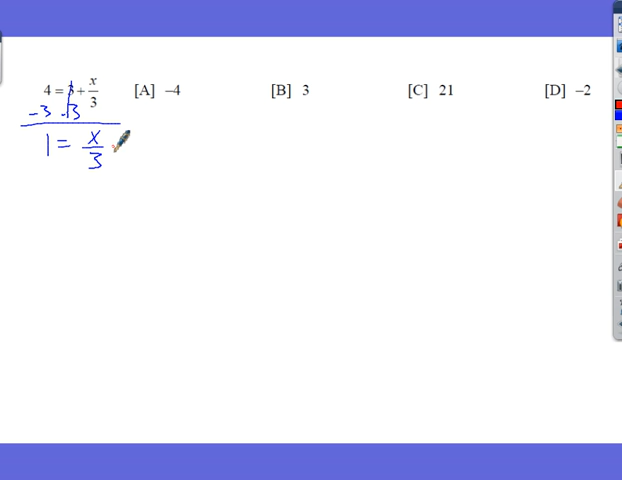 4 = 3 + x/3 [A] −4 [B] 3 [C] 21 [D] −2
−3 −3
1 = x/3